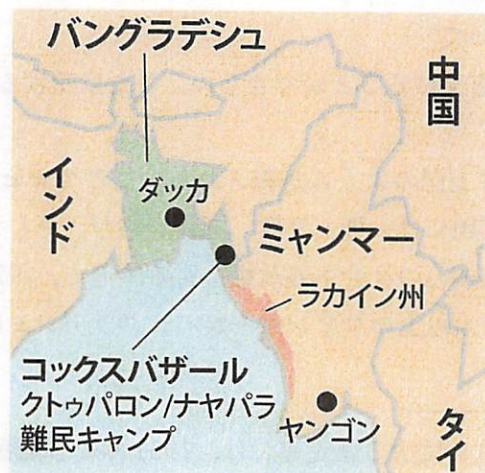 バングラデシュ
中国
インド
ダッカ
ミャンマー
ラカイン州
コックスバザール
クトゥパロン/ナヤパラ
難民キャンプ
ヤンゴン
タイ